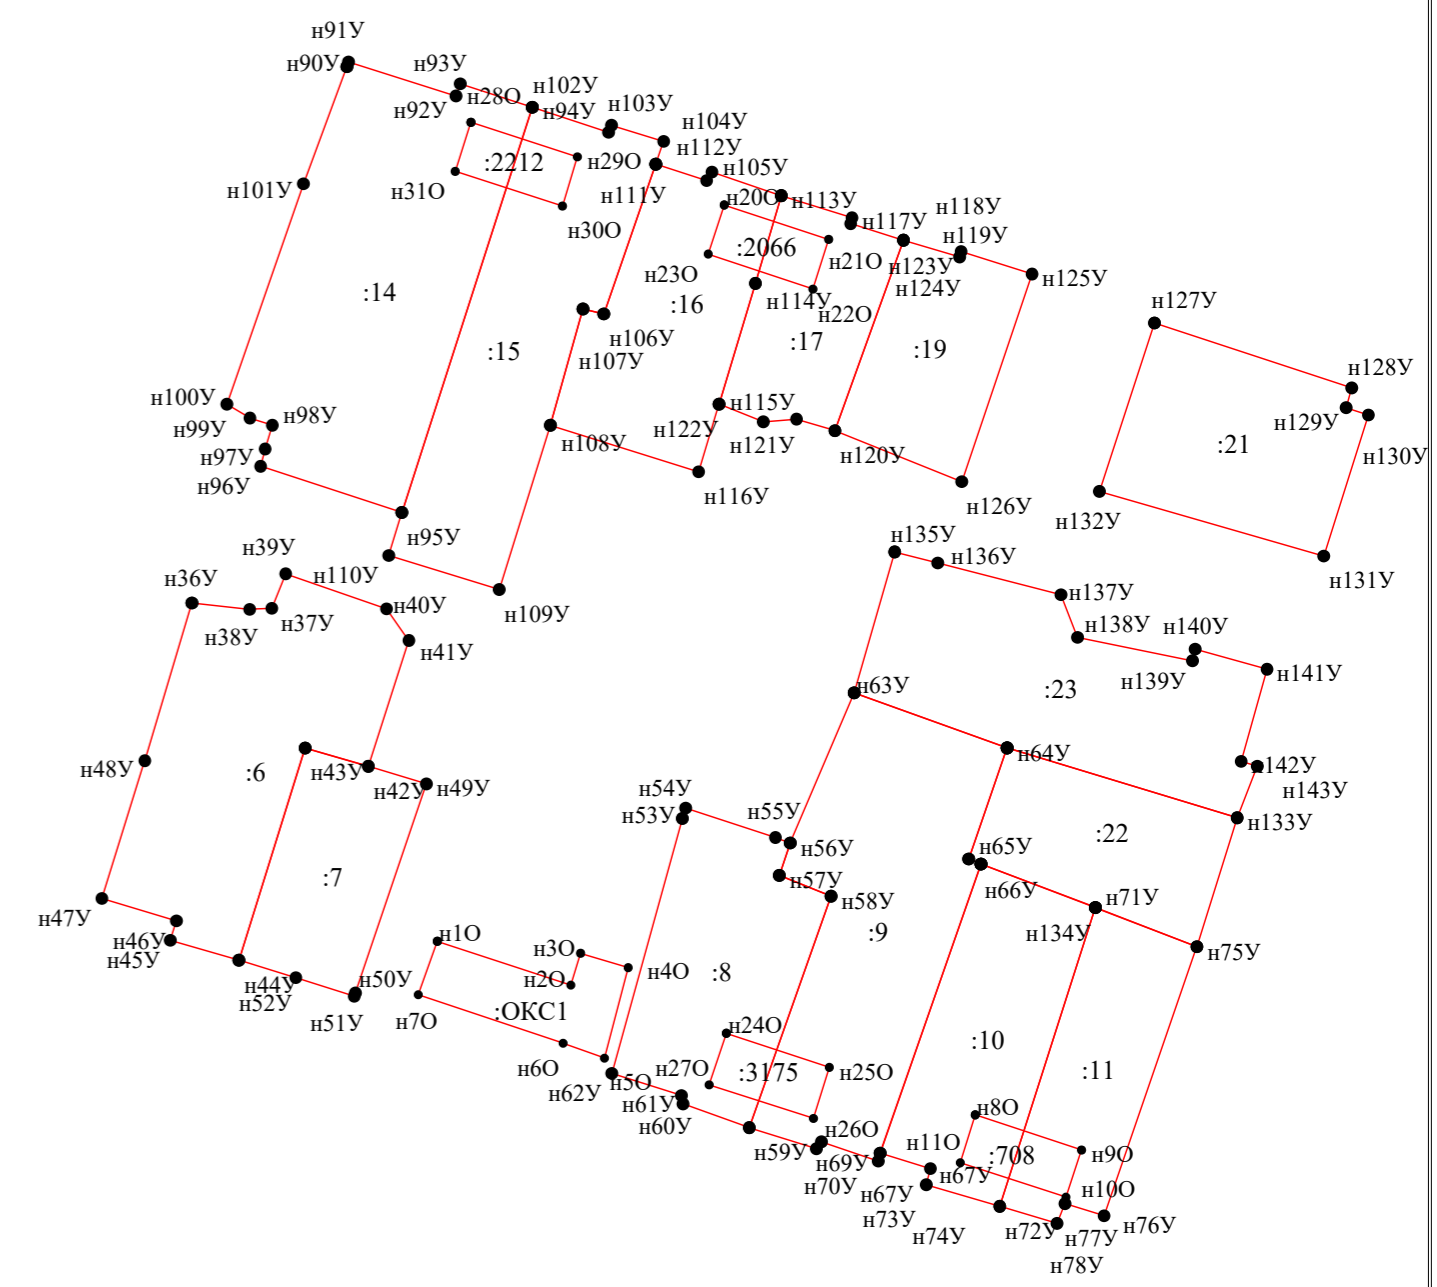 н91У
н90У
н93У
н102У
н28О
н92У
н94У
н103У
н104У
н112У
:2212
н29О
н105У
н101У
н31О
н111У
н20О
н113У
н118У
н30О
н117У
н119У
:2066
н21О
н123У
н23О
н125У
н124У
:14
н114У
:16
н22О
н127У
н106У
:15
н107У
:17
:19
н128У
н100У
н98У
н115У
н129У
н99У
н122У
н108У
н121У
:21
н97У
н120У
н130У
н96У
н116У
н126У
н132У
н95У
н135У
н39У
н136У
н131У
н36У
н110У
н137У
н40У
н109У
н38У
н37У
н138У
н140У
н41У
н139У
н141У
н63У
:23
н64У
н48У
:6
н43У
н142У
н42У
н49У
н54У
н143У
н53У
н55У
н133У
:22
н56У
н65У
:7
н57У
н66У
н58У
н71У
н47У
:9
н134У
н46У
н1О
н3О
н75У
н45У
н4О
:8
н44У
н50У
н2О
н52У
н51У
н7О
:ОКС1
н24О
:10
н6О
н27О
:3175
н25О
:11
н62У
н5О
н61У
н8О
н60У
н26О
н59У
н11О
:708
н9О
н69У
н67У
н70У
н67У
н10О
н73У
н72У
н76У
н74У
н77У
н78У